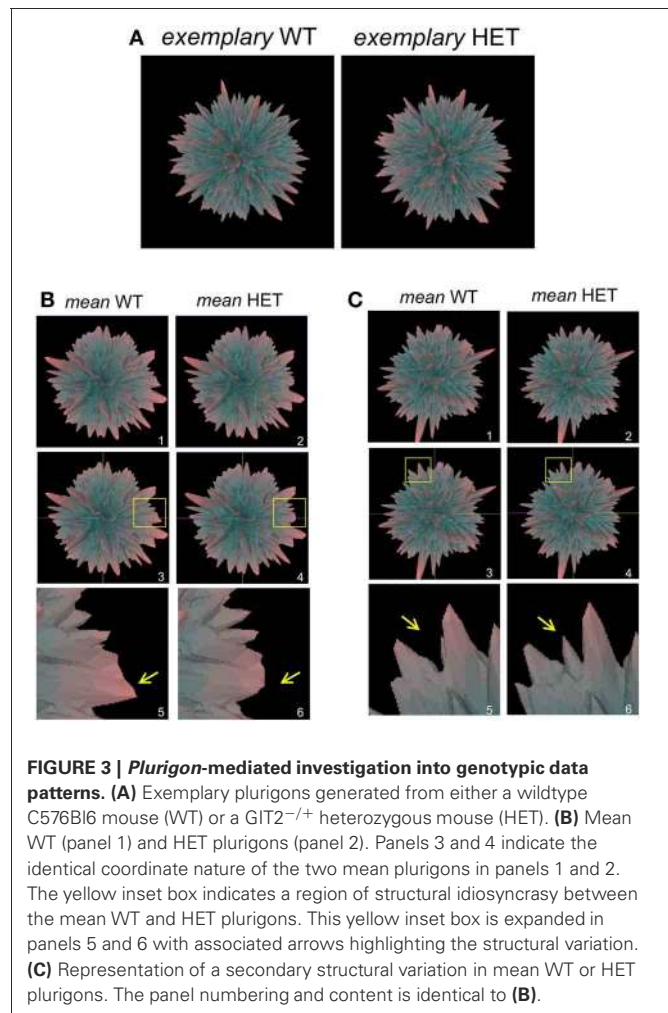 A exemplary WT exemplary HET
B mean WT mean HET
1 2
3 4
5 6
C mean WT mean HET
1 2
3 4
5 6
FIGURE 3 | Plurigon-mediated investigation into genotypic data
patterns. (A) Exemplary plurigons generated from either a wildtype
C576Bl6 mouse (WT) or a GIT2−/+ heterozygous mouse (HET). (B) Mean
WT (panel 1) and HET plurigons (panel 2). Panels 3 and 4 indicate the
identical coordinate nature of the two mean plurigons in panels 1 and 2.
The yellow inset box indicates a region of structural idiosyncrasy between
the mean WT and HET plurigons. This yellow inset box is expanded in
panels 5 and 6 with associated arrows highlighting the structural variation.
(C) Representation of a secondary structural variation in mean WT or HET
plurigons. The panel numbering and content is identical to (B).